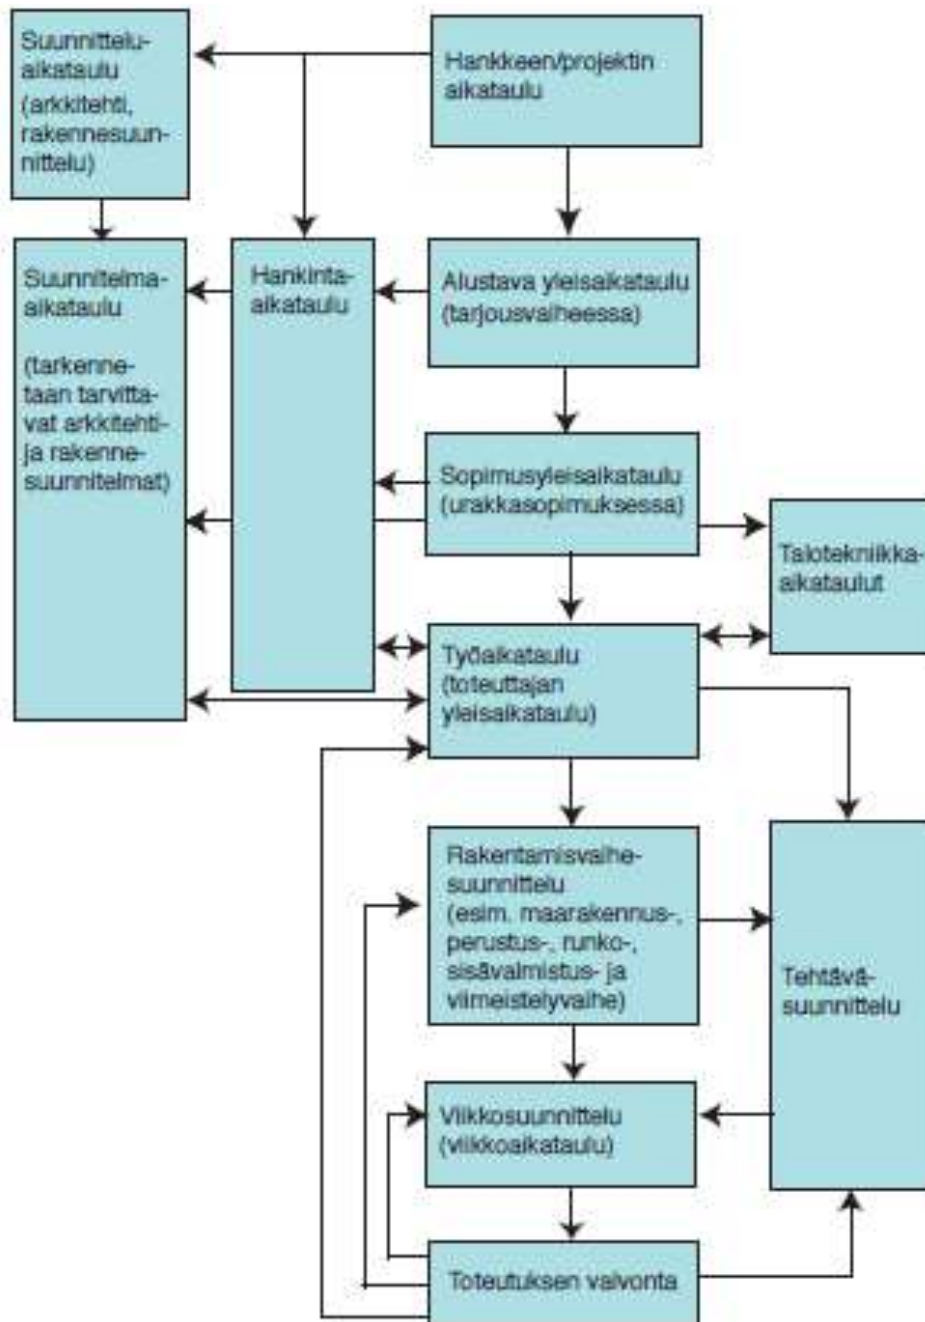 Suunnittelu-
aikataulu
(arkkitehti,
rakennesuun-
nittelu)
Hankkeen/projektin
aikataulu
Suunnitelma-
aikataulu
(tarkenne-
taan tarvitta-
vat arkkitehti-
ja rakenne-
suunnitelmat)
Hankinta-
aikataulu
Alustava yleisaikataulu
(tarjousvaiheessa)
Sopimusyleisaikataulu
(urakkasopimuksessa)
Talotekniikka-
aikataulut
Työaikataulu
(toteuttajan
yleisaikataulu)
Rakentamisvaihe-
suunnittelu
(esim. maarakennus-,
perustus-, runko-,
sisävalmistus- ja
viimeistelyvaihe)
Tehtävä-
suunnittelu
Viikkosuunnittelu
(viikkoaikataulu)
Toteutuksen valvonta